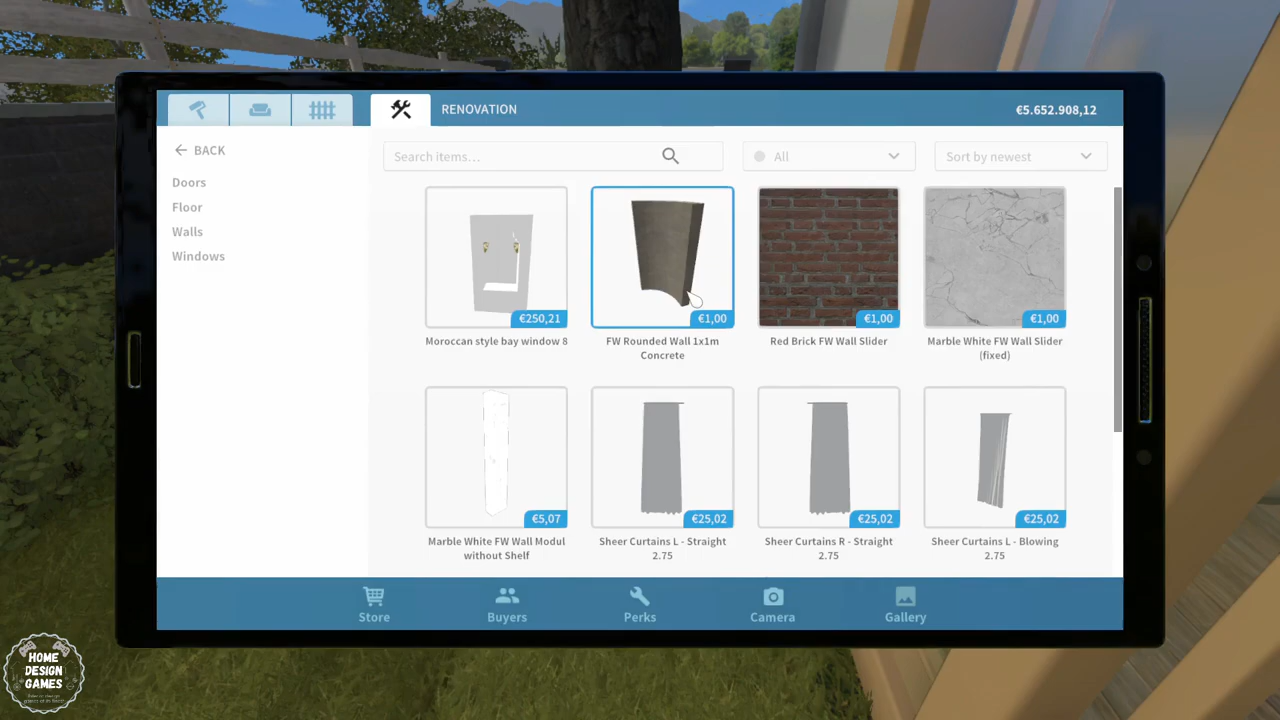 RENOVATION
€5.652.908,12
BACK
Search items...
All
Sort by newest
Doors
Floor
Walls
Windows
€250,21
€1,00
€1,00
€1,00
Moroccan style bay window 8
FW Rounded Wall 1x1m
Concrete
Red Brick FW Wall Slider
Marble White FW Wall Slider
(fixed)
€5,07
€25,02
€25,02
€25,02
Marble White FW Wall Modul
without Shelf
Sheer Curtains L - Straight
2.75
Sheer Curtains R - Straight
2.75
Sheer Curtains L - Blowing
2.75
Store
Buyers
Perks
Camera
Gallery
HOME
DESIGN
GAMES